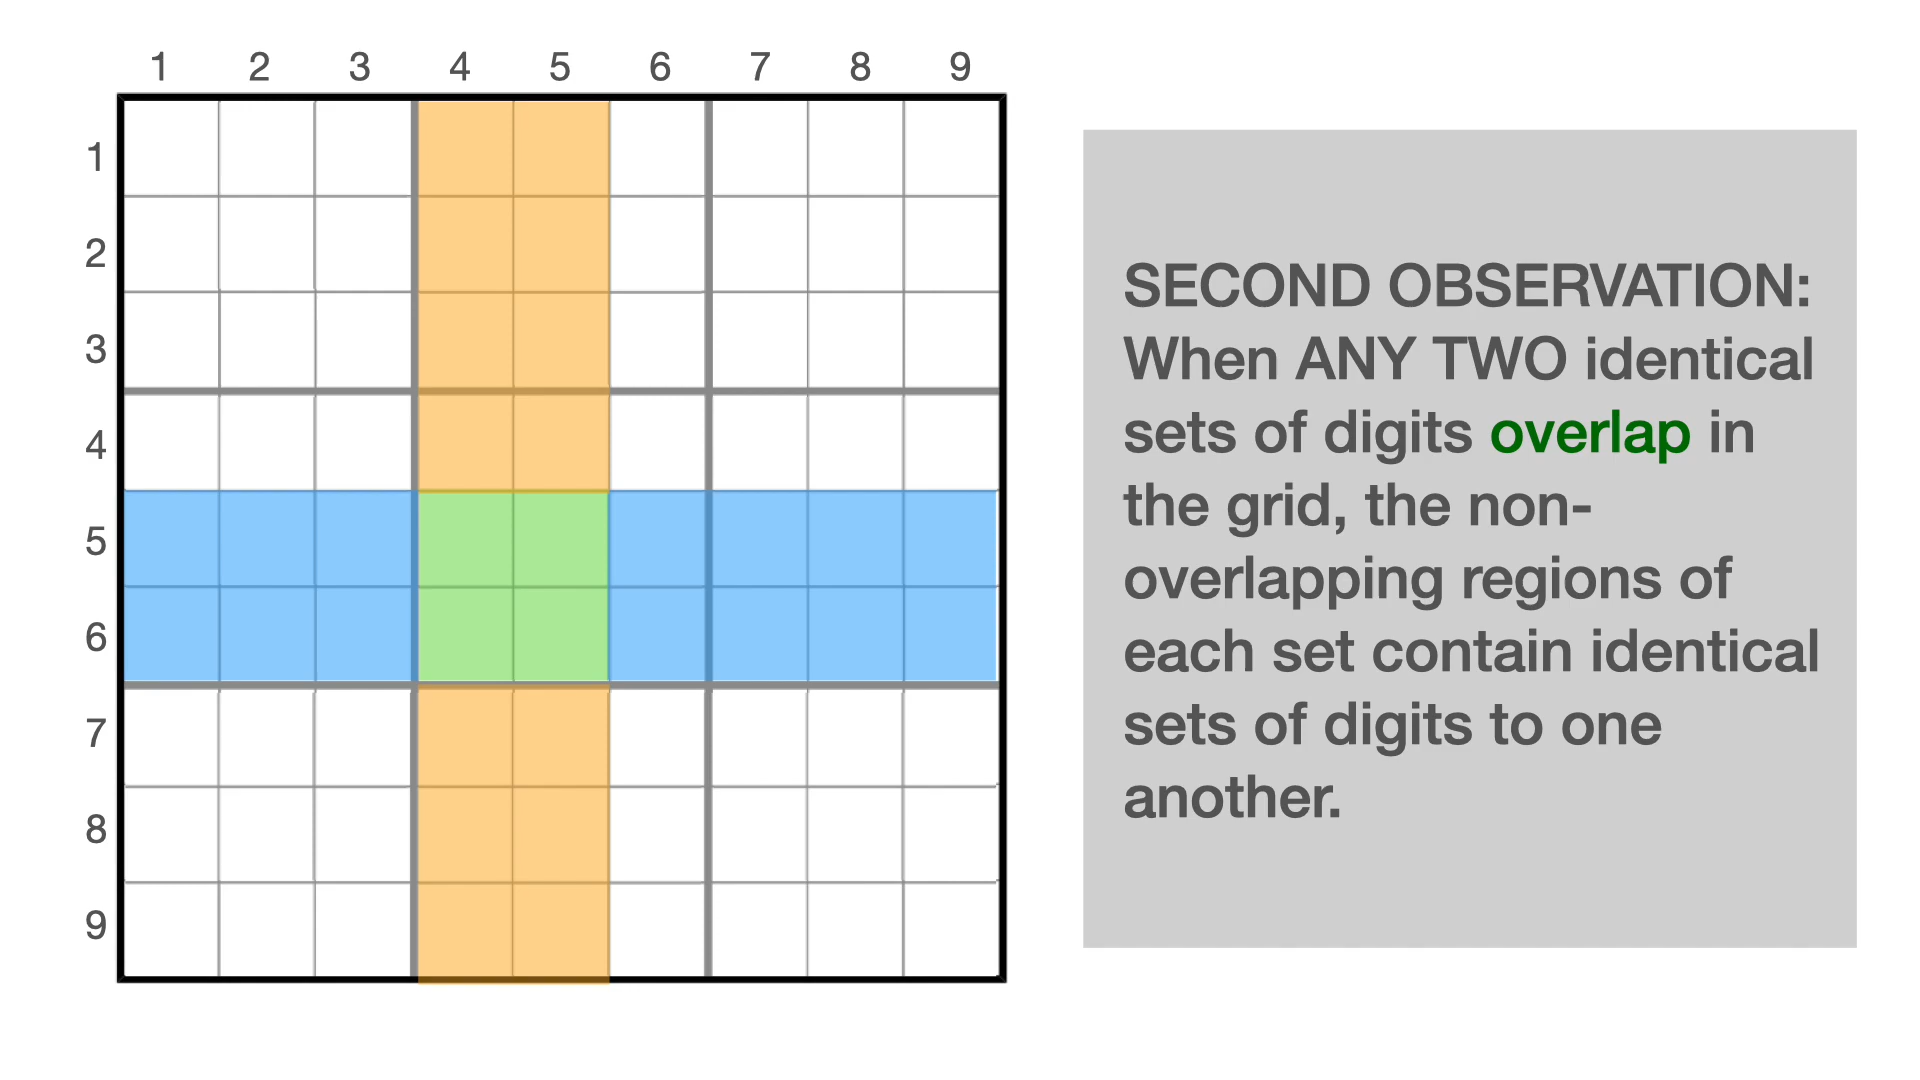 1 2 3 4 5 6 7 8 9
1
2
3
4
5
6
7
8
9
SECOND OBSERVATION:
When ANY TWO identical
sets of digits overlap in
the grid, the non-
overlapping regions of
each set contain identical
sets of digits to one
another.